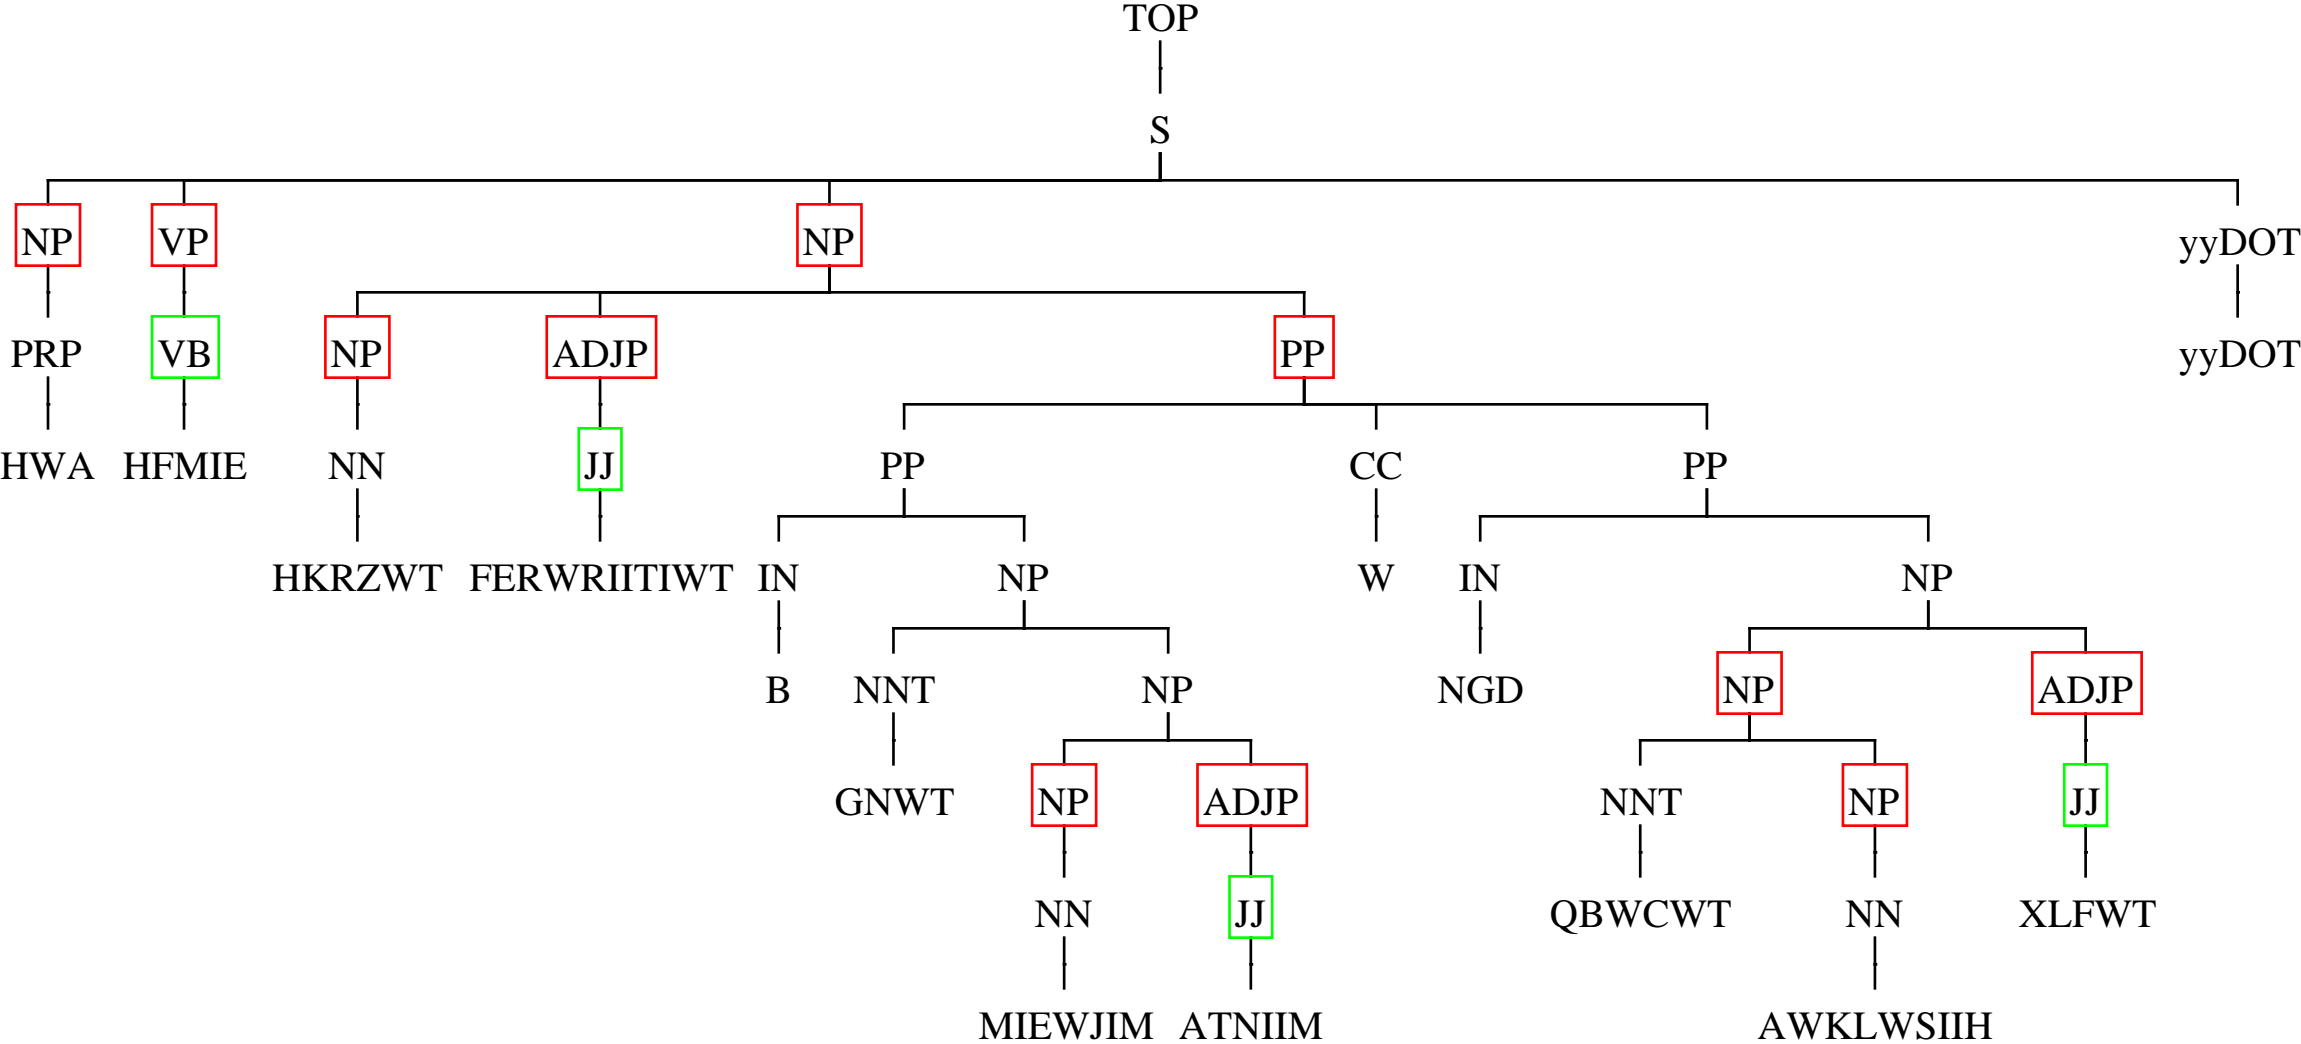 TOP
S
NP VP NP yyDOT
PRP VB NP ADJP PP yyDOT
HWA HFMIE NN JJ PP CC PP
HKRZWT FERWRIITIWT IN NP W IN NP
B NNT NP NGD NP ADJP
GNWT NP ADJP NNT NP JJ
NN JJ QBWCWT NN XLFWT
MIEWJIM ATNIIM AWKLWSIIH